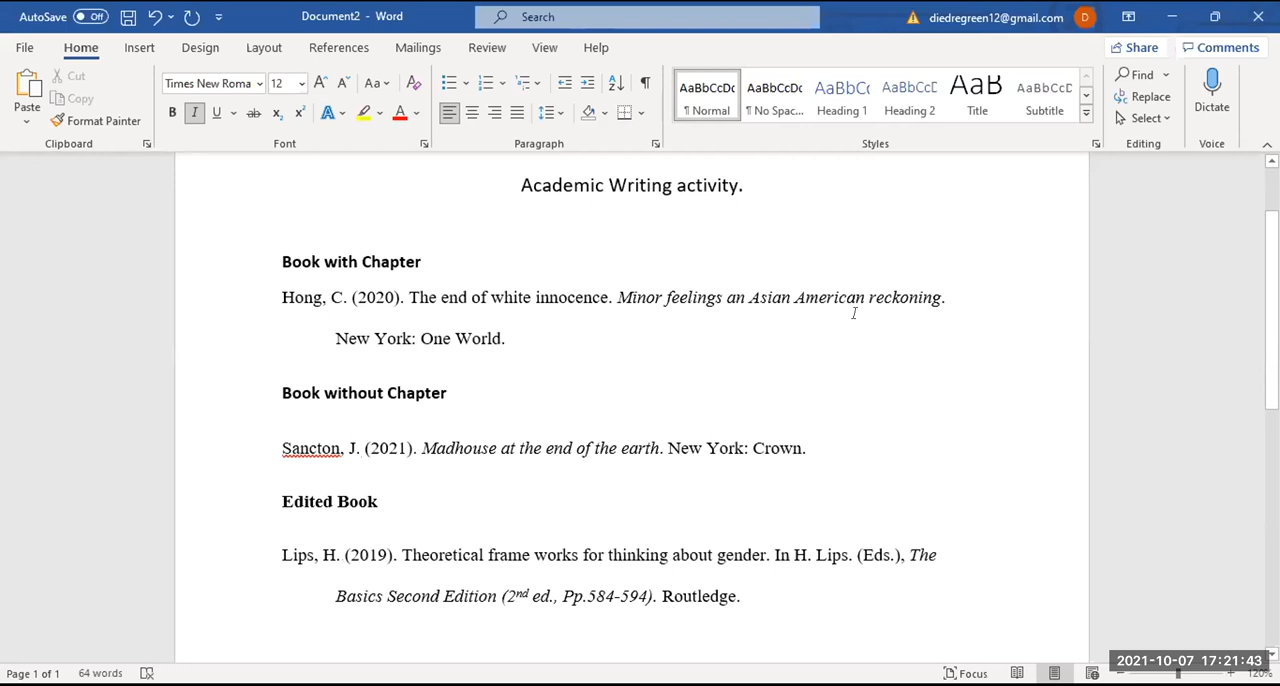 AutoSave Off Document2 - Word Search diedregreen12@gmail.com D
File Home Insert Design Layout References Mailings Review View Help Share Comments
Paste Cut Copy Format Painter Clipboard
Times New Roma 12 A A Aa A
B I U ab x₂ x² A A Font
Paragraph
AaBbCcDc AaBbCcDc AaBbCc AaBbCcD AaB AaBbCcD
¶ Normal ¶ No Spac... Heading 1 Heading 2 Title Subtitle
Styles
Find Replace Select Editing
Dictate Voice
Academic Writing activity.
Book with Chapter
Hong, C. (2020). The end of white innocence. Minor feelings an Asian American reckoning.
New York: One World.
Book without Chapter
Sancton, J. (2021). Madhouse at the end of the earth. New York: Crown.
Edited Book
Lips, H. (2019). Theoretical frame works for thinking about gender. In H. Lips. (Eds.), The
Basics Second Edition (2nd ed., Pp.584-594). Routledge.
Page 1 of 1 64 words Focus 120%
2021-10-07 17:21:43